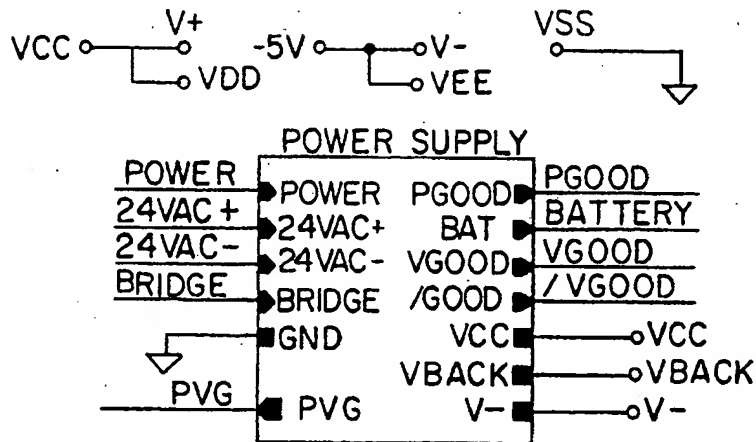 VCC V+ -5V V- VSS
VDD VEE
POWER SUPPLY
POWER POWER PGOOD PGOOD
24VAC+ 24VAC+ BAT BATTERY
24VAC- 24VAC- VGOOD VGOOD
BRIDGE BRIDGE /GOOD /VGOOD
GND VCC VCC
VBACK VBACK
PVG PVG V- V-